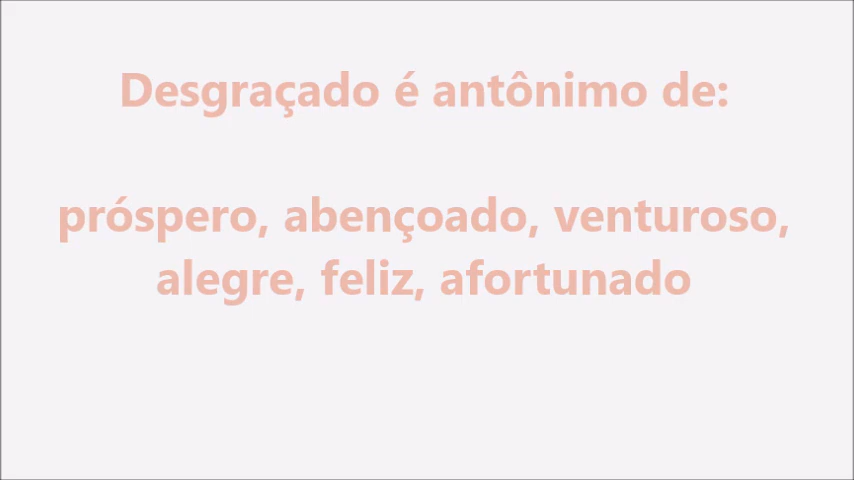 Desgraçado é antônimo de:
próspero, abençoado, venturoso,
alegre, feliz, afortunado